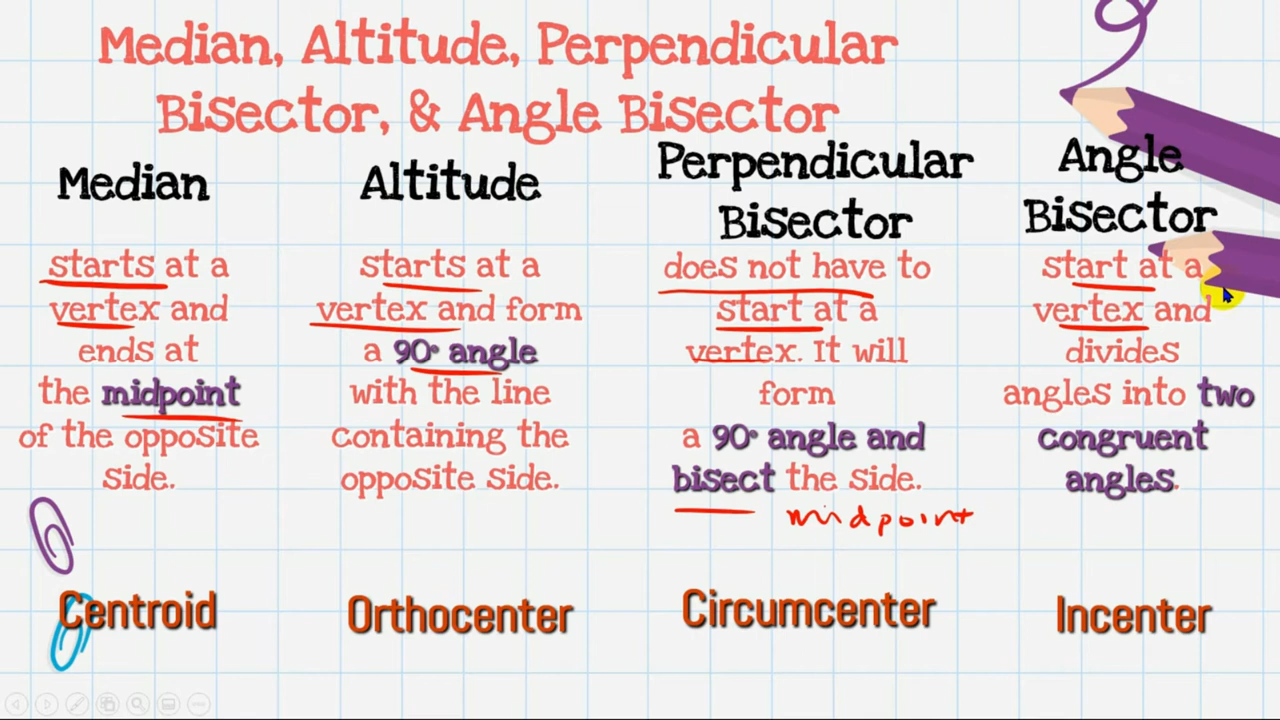 Median, Altitude, Perpendicular
Bisector, & Angle Bisector
Median
starts at a
vertex and
ends at
the midpoint
of the opposite
side.
Centroid
Altitude
starts at a
vertex and form
a 90° angle
with the line
containing the
opposite side.
Orthocenter
Perpendicular
Bisector
does not have to
start at a
vertex. It will
form
a 90° angle and
bisect the side.
midpoint
Circumcenter
Angle
Bisector
start at a
vertex and
divides
angles into two
congruent
angles.
Incenter